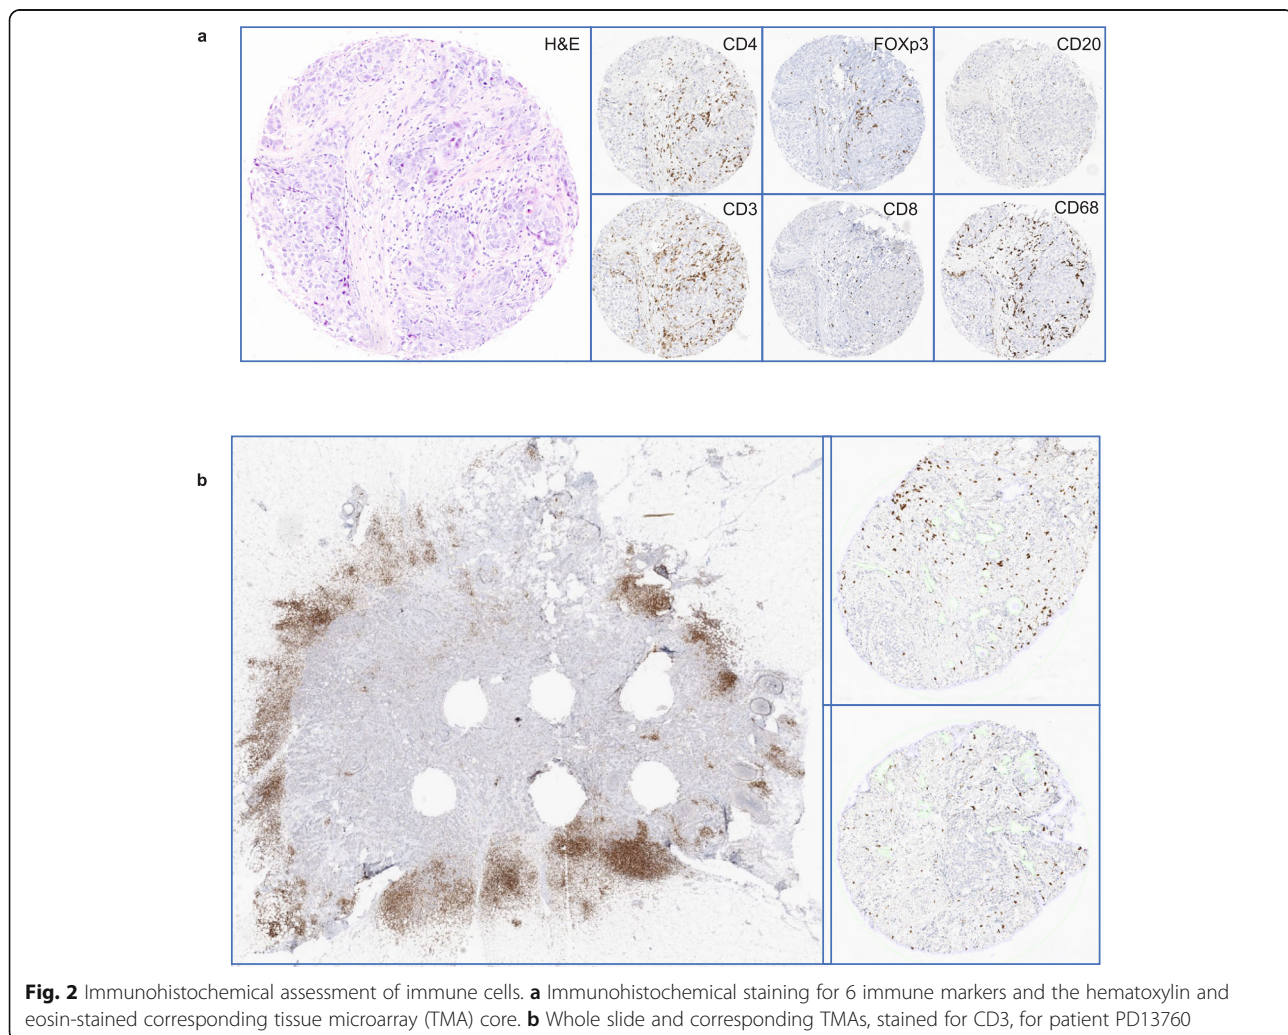 a
H&E
CD4
FOXp3
CD20
CD3
CD8
CD68
b
Fig. 2 Immunohistochemical assessment of immune cells. a Immunohistochemical staining for 6 immune markers and the hematoxylin and
eosin-stained corresponding tissue microarray (TMA) core. b Whole slide and corresponding TMAs, stained for CD3, for patient PD13760